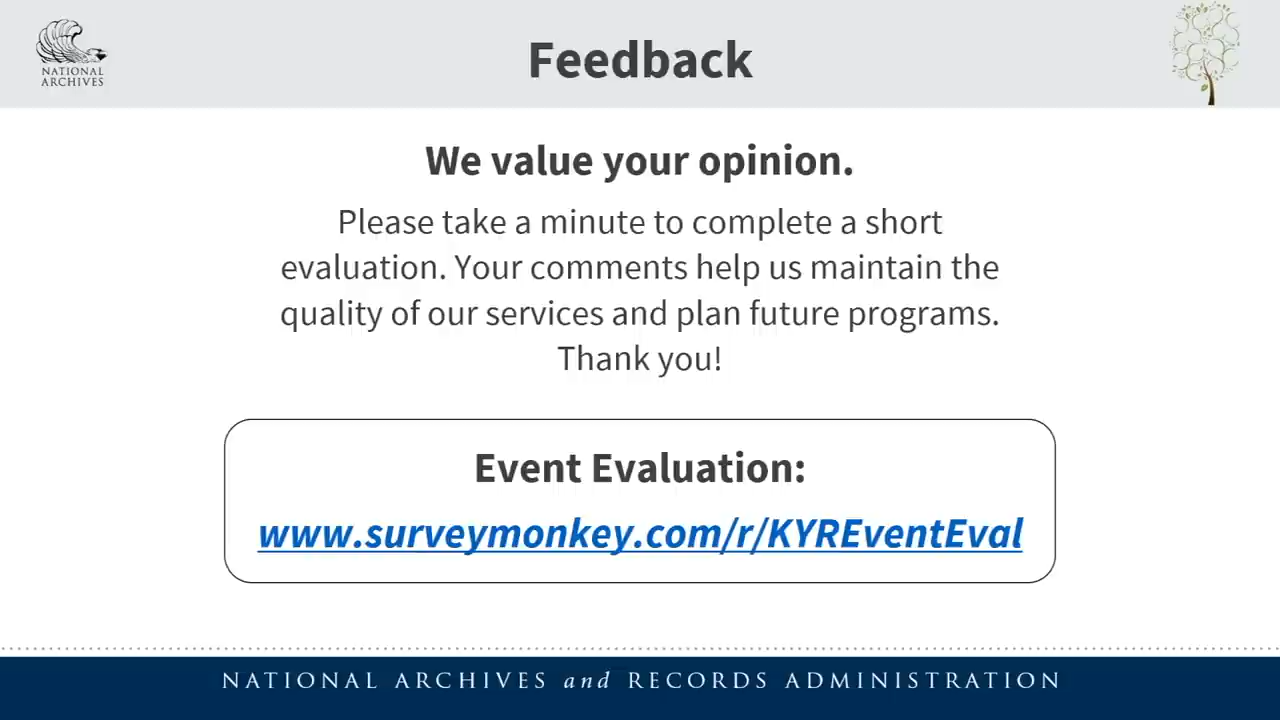 NATIONAL
ARCHIVES
Feedback
We value your opinion.
Please take a minute to complete a short
evaluation. Your comments help us maintain the
quality of our services and plan future programs.
Thank you!
Event Evaluation:
www.surveymonkey.com/r/KYREventEval
NATIONAL ARCHIVES and RECORDS ADMINISTRATION